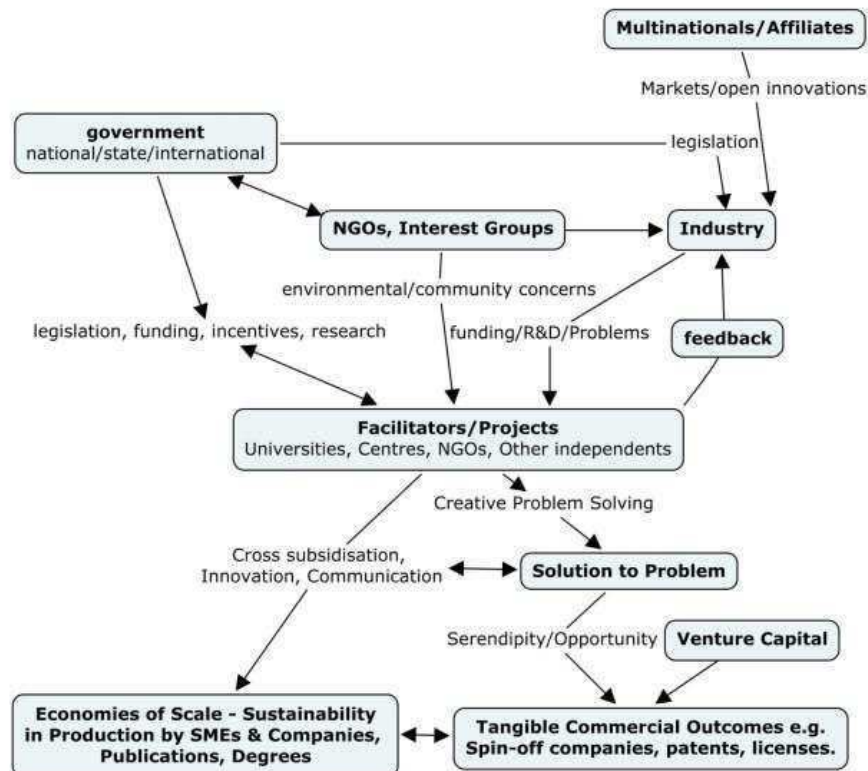 Multinationals/Affiliates
Markets/open innovations
government
national/state/international
legislation
NGOs, Interest Groups
Industry
environmental/community concerns
legislation, funding, incentives, research
funding/R&D/Problems
feedback
Facilitators/Projects
Universities, Centres, NGOs, Other independents
Creative Problem Solving
Cross subsidisation,
Innovation, Communication
Solution to Problem
Serendipity/Opportunity
Venture Capital
Economies of Scale - Sustainability
in Production by SMEs & Companies,
Publications, Degrees
Tangible Commercial Outcomes e.g.
Spin-off companies, patents, licenses.